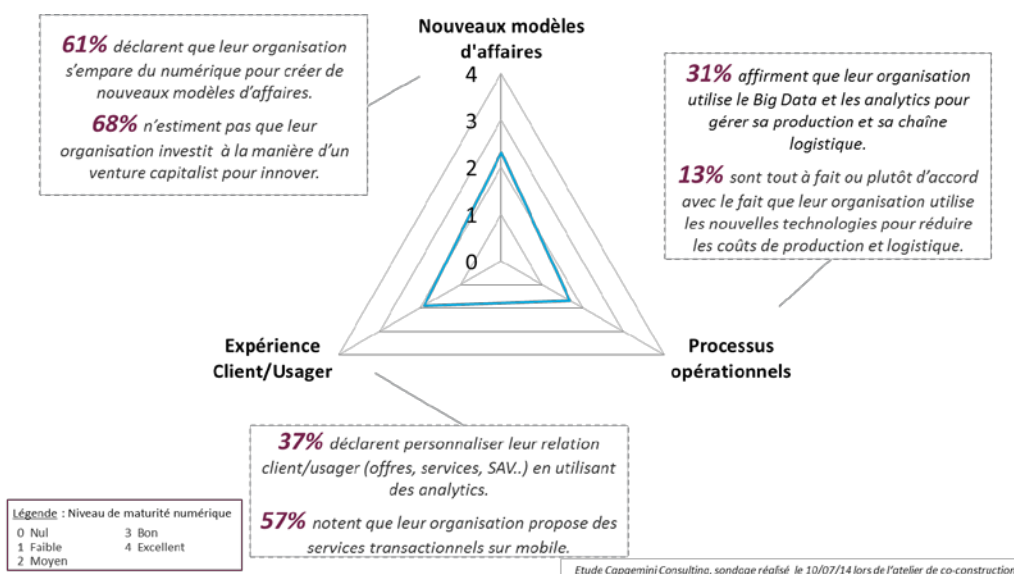 61% déclarent que leur organisation
s'empare du numérique pour créer de
nouveaux modèles d'affaires.
68% n'estiment pas que leur
organisation investit à la manière d'un
venture capitalist pour innover.
Nouveaux modèles
d'affaires
4
3
2
1
0
31% affirment que leur organisation
utilise le Big Data et les analytics pour
gérer sa production et sa chaîne
logistique.
13% sont tout à fait ou plutôt d'accord
avec le fait que leur organisation utilise
les nouvelles technologies pour réduire
les coûts de production et logistique.
Expérience
Client/Usager
Processus
opérationnels
37% déclarent personnaliser leur relation
client/usager (offres, services, SAV..) en utilisant
des analytics.
57% notent que leur organisation propose des
services transactionnels sur mobile.
Légende : Niveau de maturité numérique
0 Nul
1 Faible
2 Moyen
3 Bon
4 Excellent
Etude Capgemini Consulting, sondage réalisé le 10/07/14 lors de l'atelier de co-construction